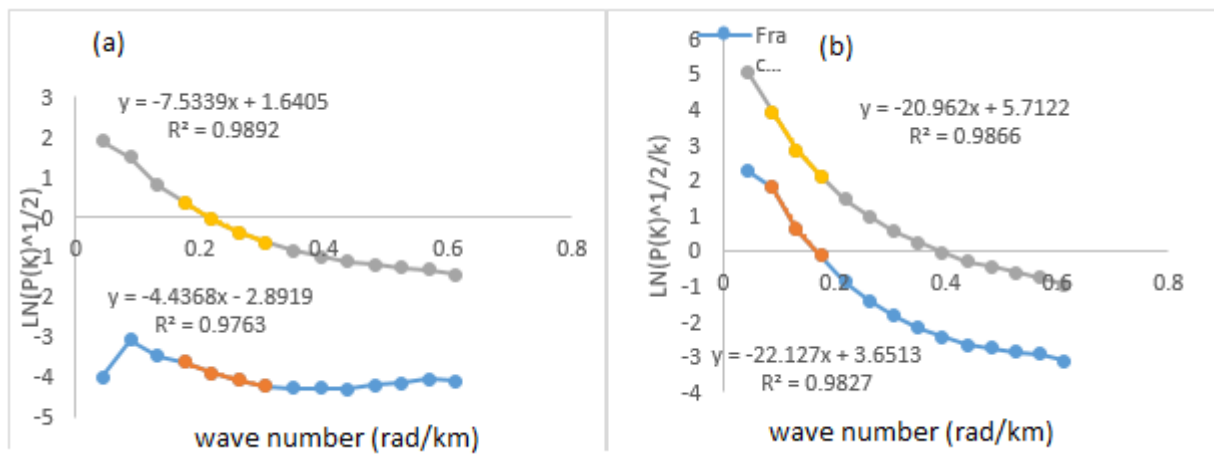 (a)
y = -7.5339x + 1.6405
R² = 0.9892
3
2
1
0
-1
-2
-3
-4
-5
0
0.2
0.4
0.6
0.8
LN(P(K)^1/2)
y = -4.4368x - 2.8919
R² = 0.9763
wave number (rad/km)
Fra
c...
(b)
y = -20.962x + 5.7122
R² = 0.9866
6
5
4
3
2
1
0
-1
-2
-3
-4
0
0.2
0.4
0.6
0.8
LN(P(K)^1/2/k)
y = -22.127x + 3.6513
R² = 0.9827
wave number (rad/km)